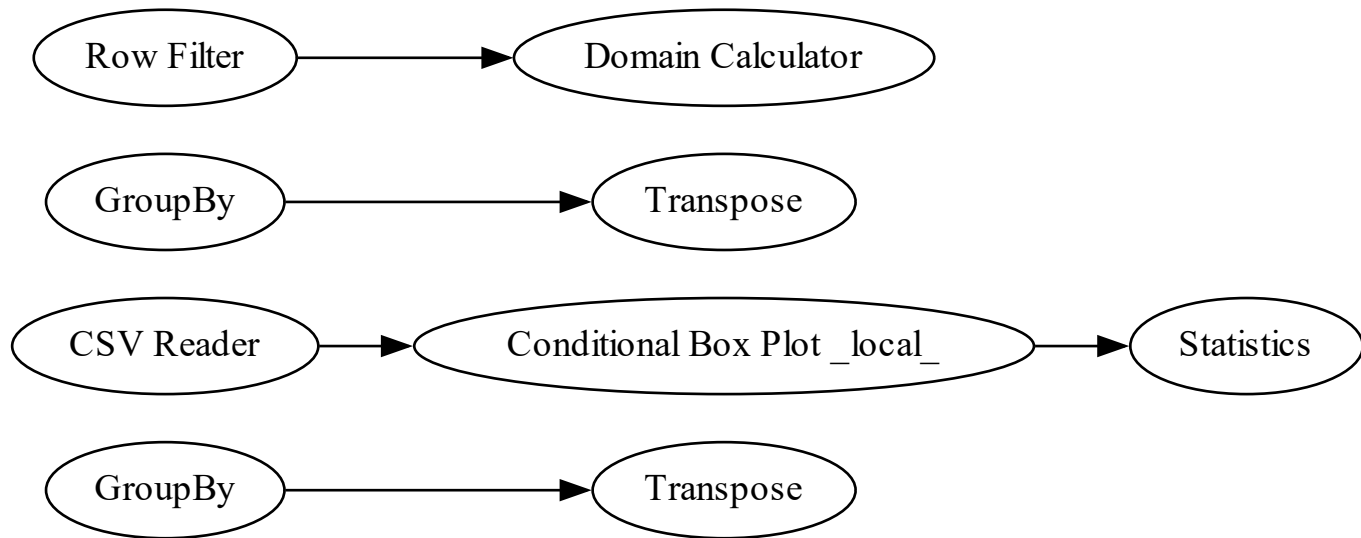 Row Filter
Domain Calculator
GroupBy
Transpose
CSV Reader
Conditional Box Plot _local_
Statistics
GroupBy
Transpose